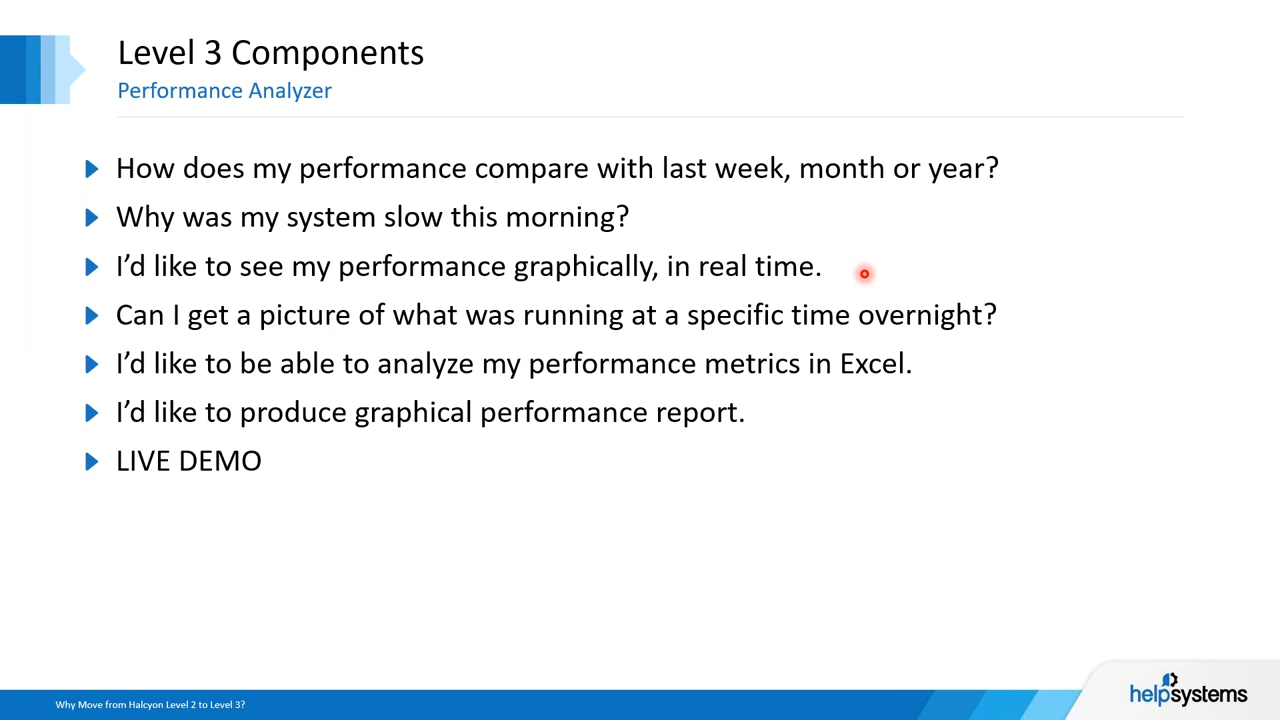 Level 3 Components
Performance Analyzer
How does my performance compare with last week, month or year?
Why was my system slow this morning?
I’d like to see my performance graphically, in real time.
Can I get a picture of what was running at a specific time overnight?
I’d like to be able to analyze my performance metrics in Excel.
I’d like to produce graphical performance report.
LIVE DEMO
Why Move from Halcyon Level 2 to Level 3?
helpsystems